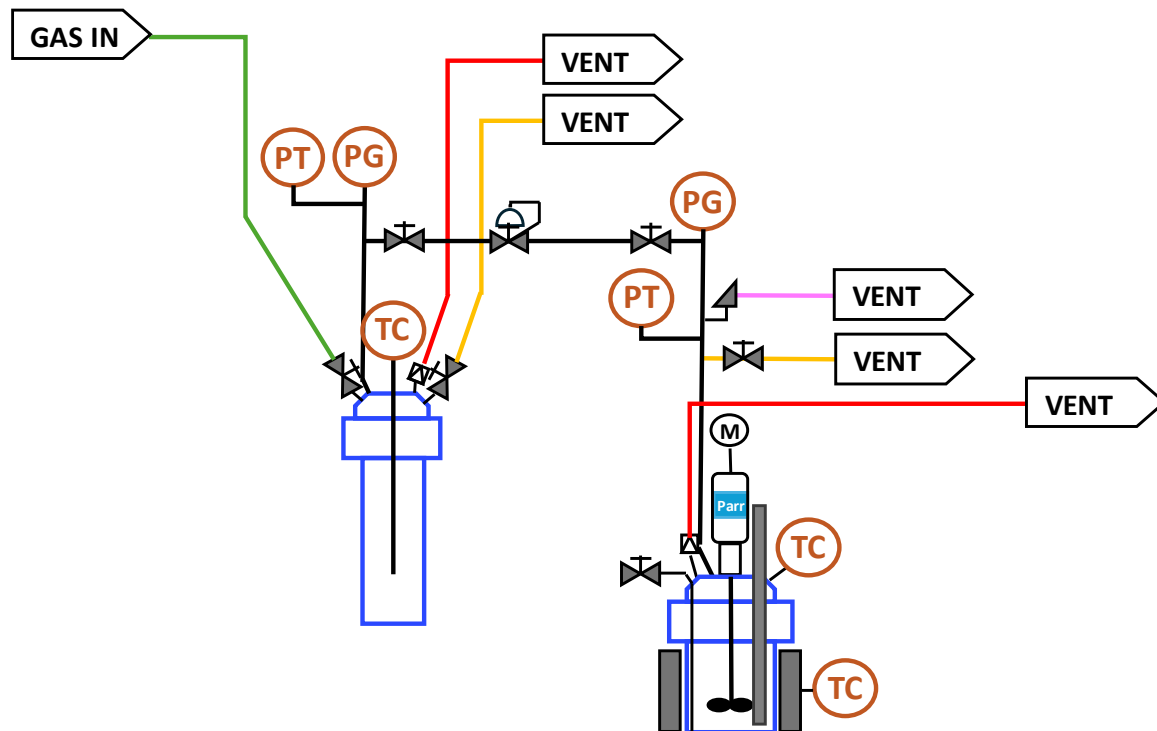 GAS IN
VENT
VENT
PT
PG
PG
TC
PT
VENT
VENT
VENT
M
Parr
TC
TC